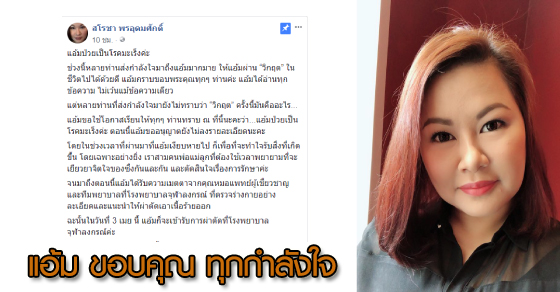 สโรชา พรอุดมศักดิ์
10 ชม. ·
แอ้มป่วยเป็นโรคมะเร็งค่ะ
ช่วงนี้หลายท่านส่งกำลังใจมาถึงแอ้มมากมาย ให้แอ้มผ่าน "วิกฤต" ใน
ชีวิตไปได้ด้วยดี แอ้มกราบขอบพระคุณทุกๆ ท่านค่ะ แอ้มได้อ่านทุก
ข้อความ ไม่เว้นแม้ข้อความเดียว
แต่หลายท่านที่ส่งกำลังใจมายังไม่ทราบว่า "วิกฤต" ครั้งนี้มันคืออะไร...
แอ้มขอใช้โอกาสเรียนให้ทุกๆ ท่านทราบ ณ ที่นี้นะคะว่า...แอ้มป่วยเป็น
โรคมะเร็งค่ะ ตอนนี้แอ้มขออนุญาตยังไม่ลงรายละเอียดนะคะ
โดยในช่วงเวลาที่ผ่านมาที่แอ้มเงียบหายไป ก็เพื่อที่จะทำใจรับสิ่งที่เกิด
ขึ้น โดยเฉพาะอย่างยิ่ง เราสามคนพ่อแม่ลูกที่ต้องใช้เวลาพยายามที่จะ
เยียวยาจิตใจของซึ่งกันและกัน และตัดสินใจเรื่องการรักษาค่ะ
จนมาถึงตอนนี้แอ้มได้รับความเมตตาจากคุณหมอแพทย์ผู้เชี่ยวชาญ
และทีมพยาบาลที่โรงพยาบาลจุฬาลงกรณ์ ที่ตรวจร่างกายอย่าง
ละเอียดและแนะนำให้ผ่าตัดเอาเนื้อร้ายออก
ฉะนั้นในวันที่ 3 เมย นี้ แอ้มก็จะเข้ารับการผ่าตัดที่โรงพยาบาล
จุฬาลงกรณ์ค่ะ
แอ้ม ขอบคุณ ทุกกำลังใจ